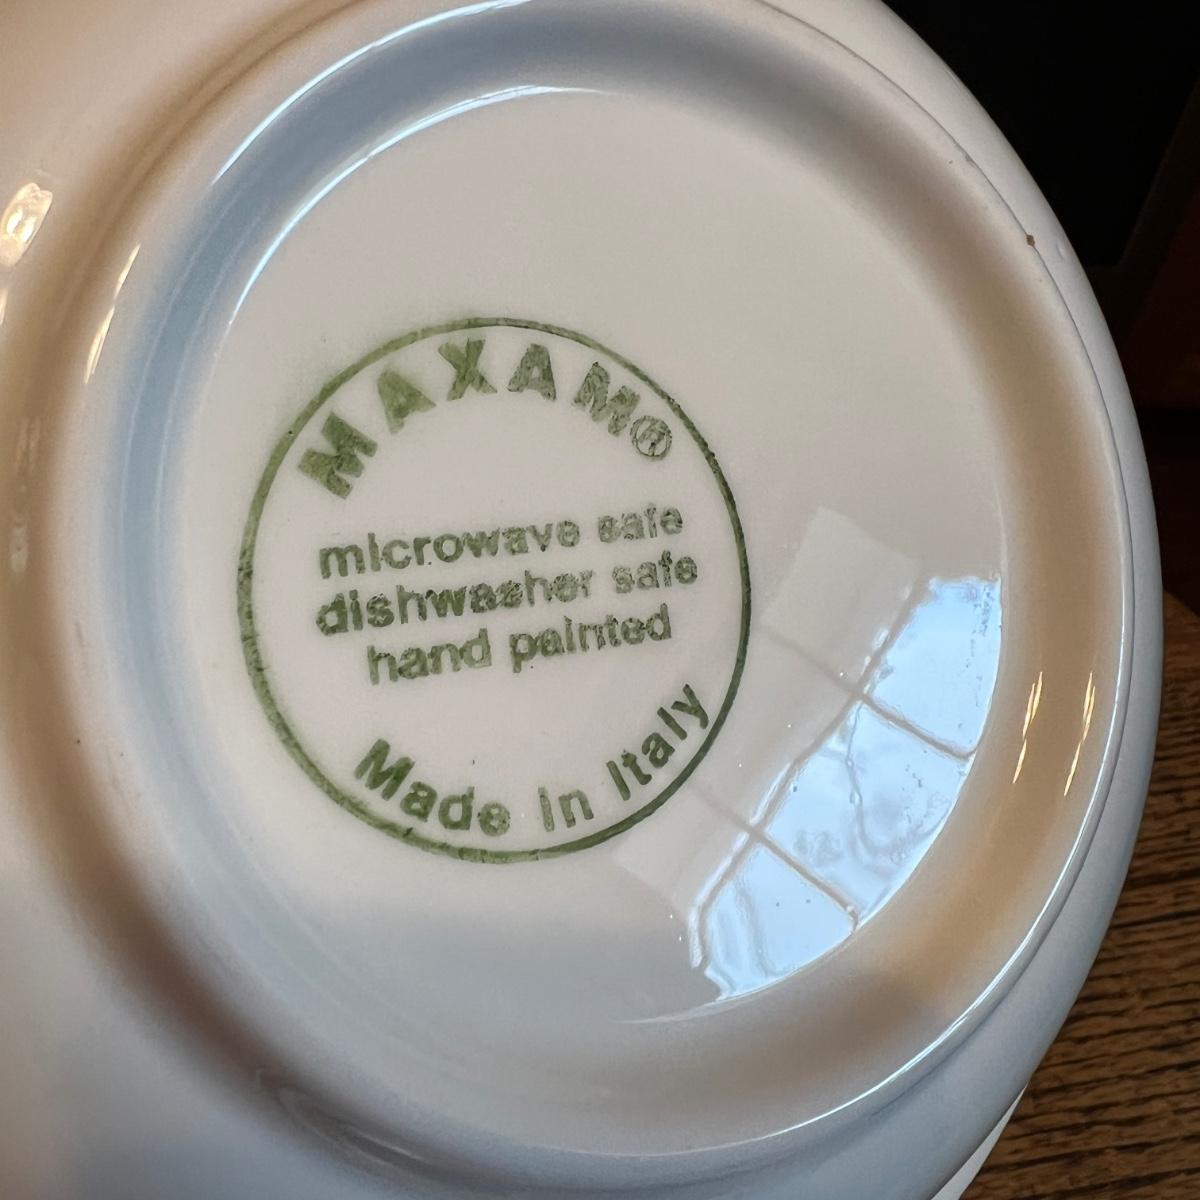 MAXAM®
microwave safe
dishwasher safe
hand painted
Made in Italy